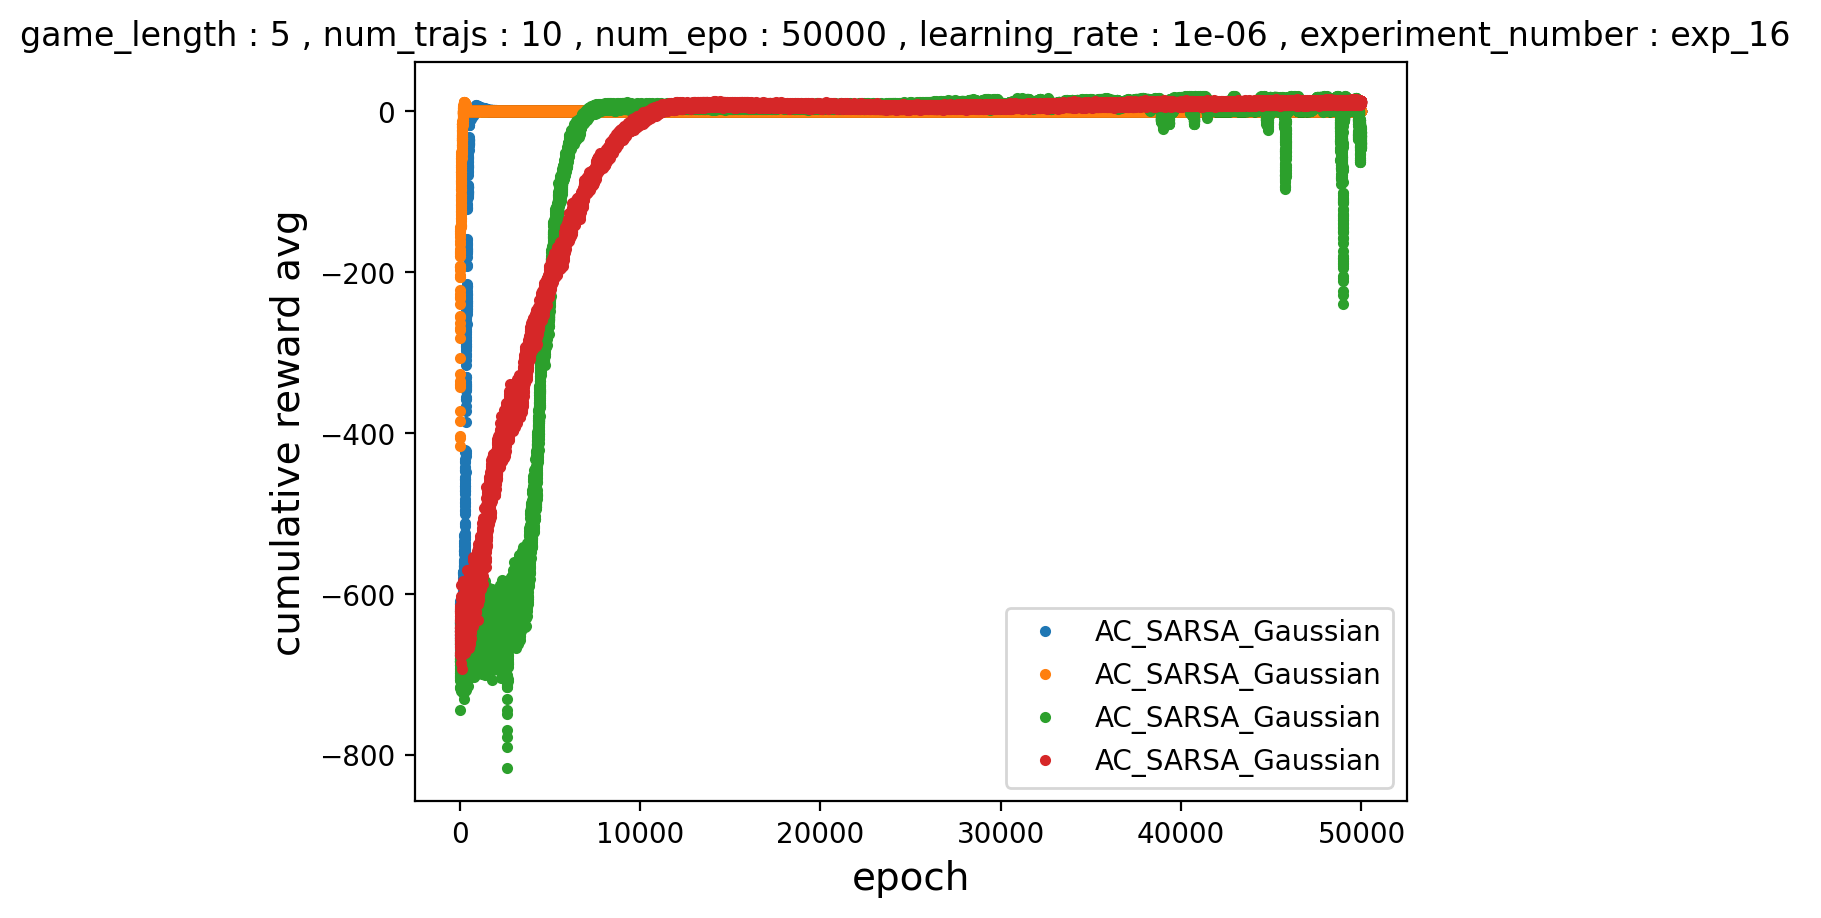 game_length : 5 , num_trajs : 10 , num_epo : 50000 , learning_rate : 1e-06 , experiment_number : exp_16
cumulative reward avg
0
−200
−400
−600
−800
AC_SARSA_Gaussian
AC_SARSA_Gaussian
AC_SARSA_Gaussian
AC_SARSA_Gaussian
0 10000 20000 30000 40000 50000
epoch